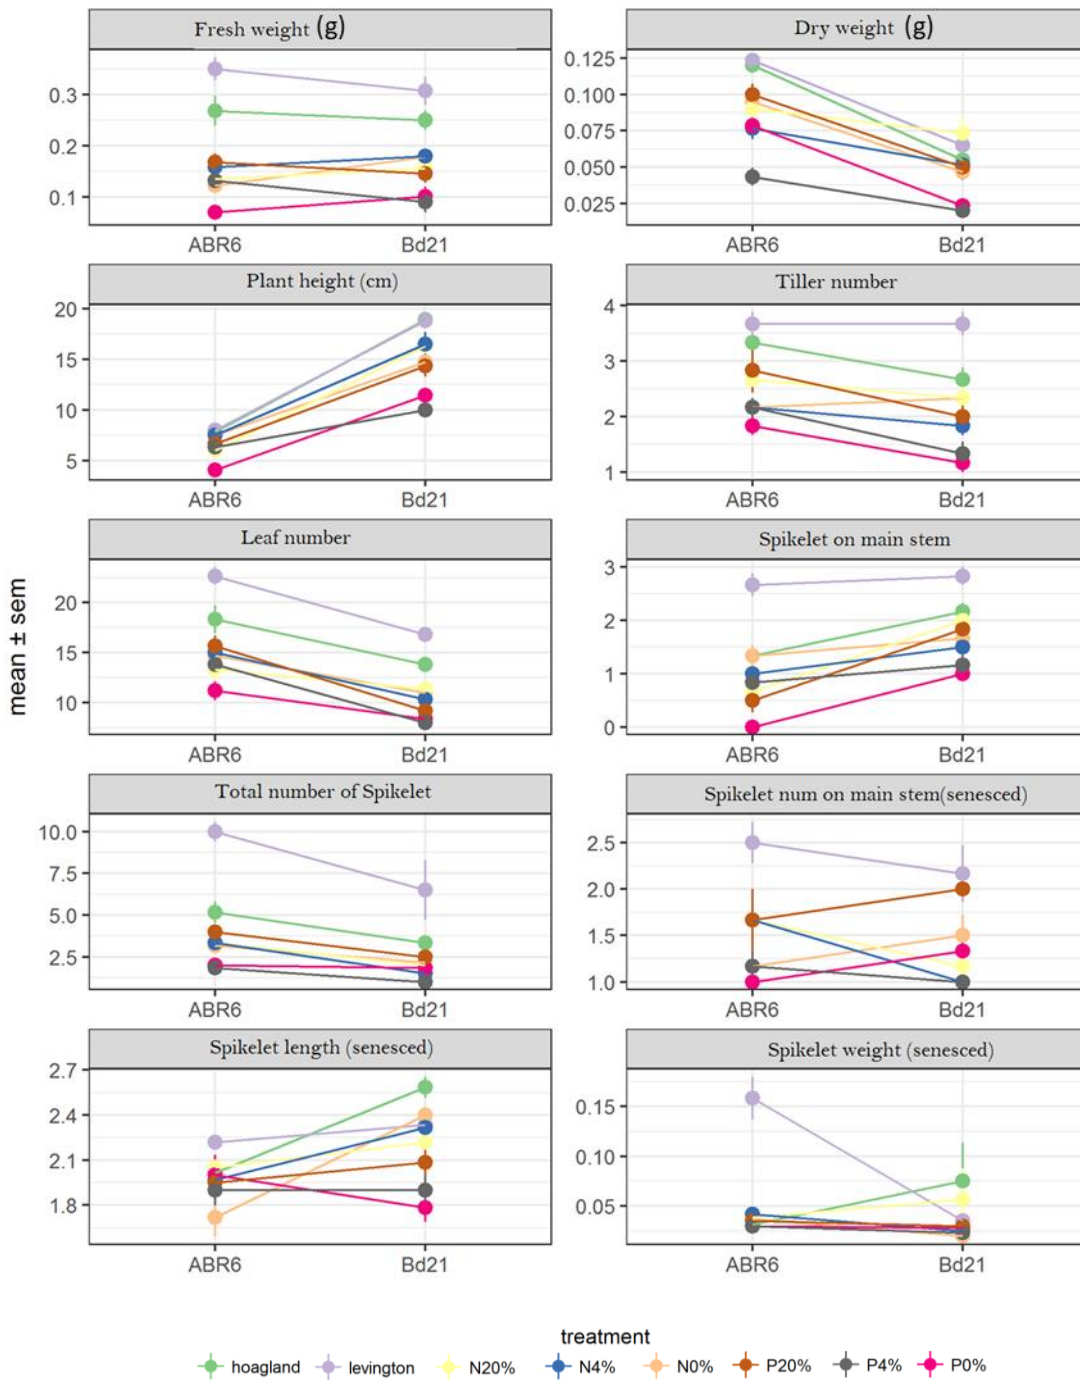 Fresh weight (g)
Dry weight (g)
0.3
0.2
0.1
ABR6 Bd21
0.125
0.100
0.075
0.050
0.025
ABR6 Bd21
Plant height (cm)
Tiller number
20
15
10
5
ABR6 Bd21
4
3
2
1
ABR6 Bd21
Leaf number
Spikelet on main stem
20
15
10
ABR6 Bd21
3
2
1
0
ABR6 Bd21
mean ± sem
Total number of Spikelet
Spikelet num on main stem(senesced)
10.0
7.5
5.0
2.5
ABR6 Bd21
2.5
2.0
1.5
1.0
ABR6 Bd21
Spikelet length (senesced)
Spikelet weight (senesced)
2.7
2.4
2.1
1.8
ABR6 Bd21
0.15
0.10
0.05
ABR6 Bd21
treatment
hoagland levington N20% N4% N0% P20% P4% P0%